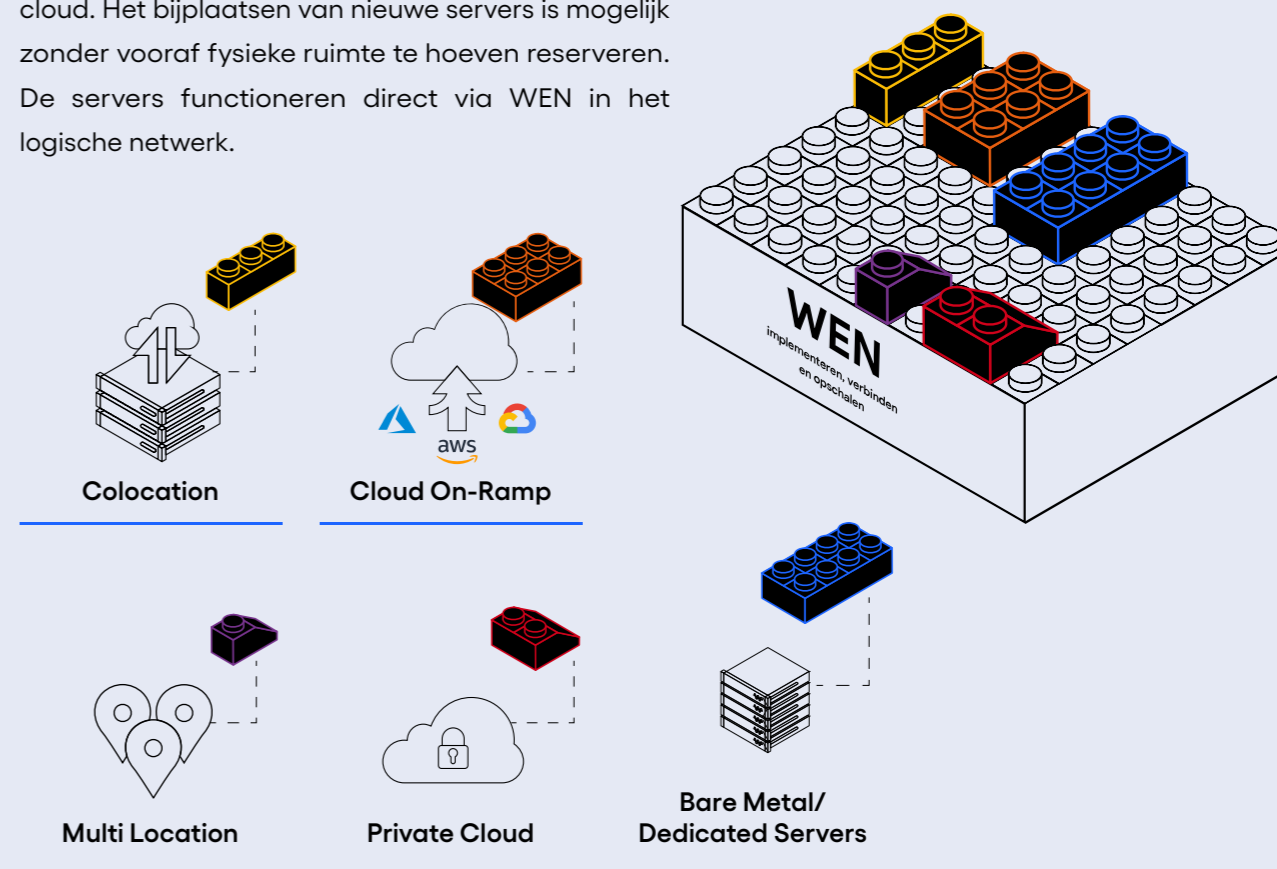 cloud. Het bijplaatsen van nieuwe servers is mogelijk
zonder vooraf fysieke ruimte te hoeven reserveren.
De servers functioneren direct via WEN in het
logische netwerk.
WEN
implementeren, verbinden
en opschalen
aws
Colocation
Cloud On-Ramp
Multi Location
Private Cloud
Bare Metal/
Dedicated Servers